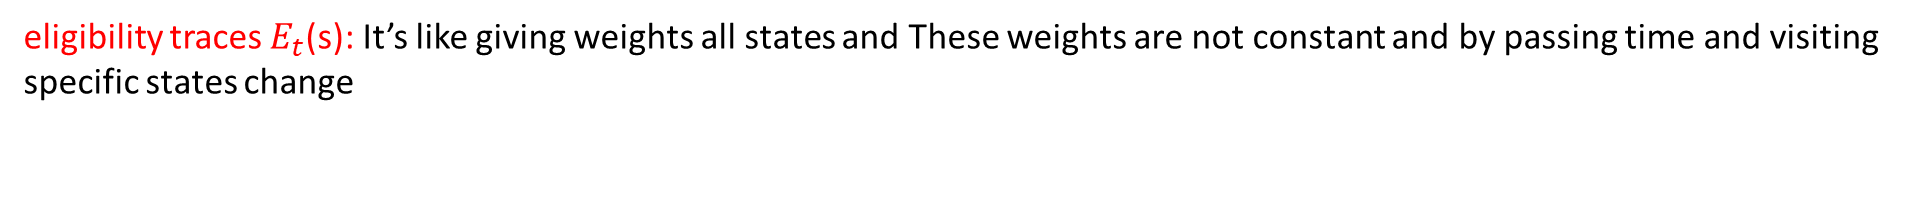 eligibility traces E_t(s): It’s like giving weights all states and These weights are not constant and by passing time and visiting
specific states change